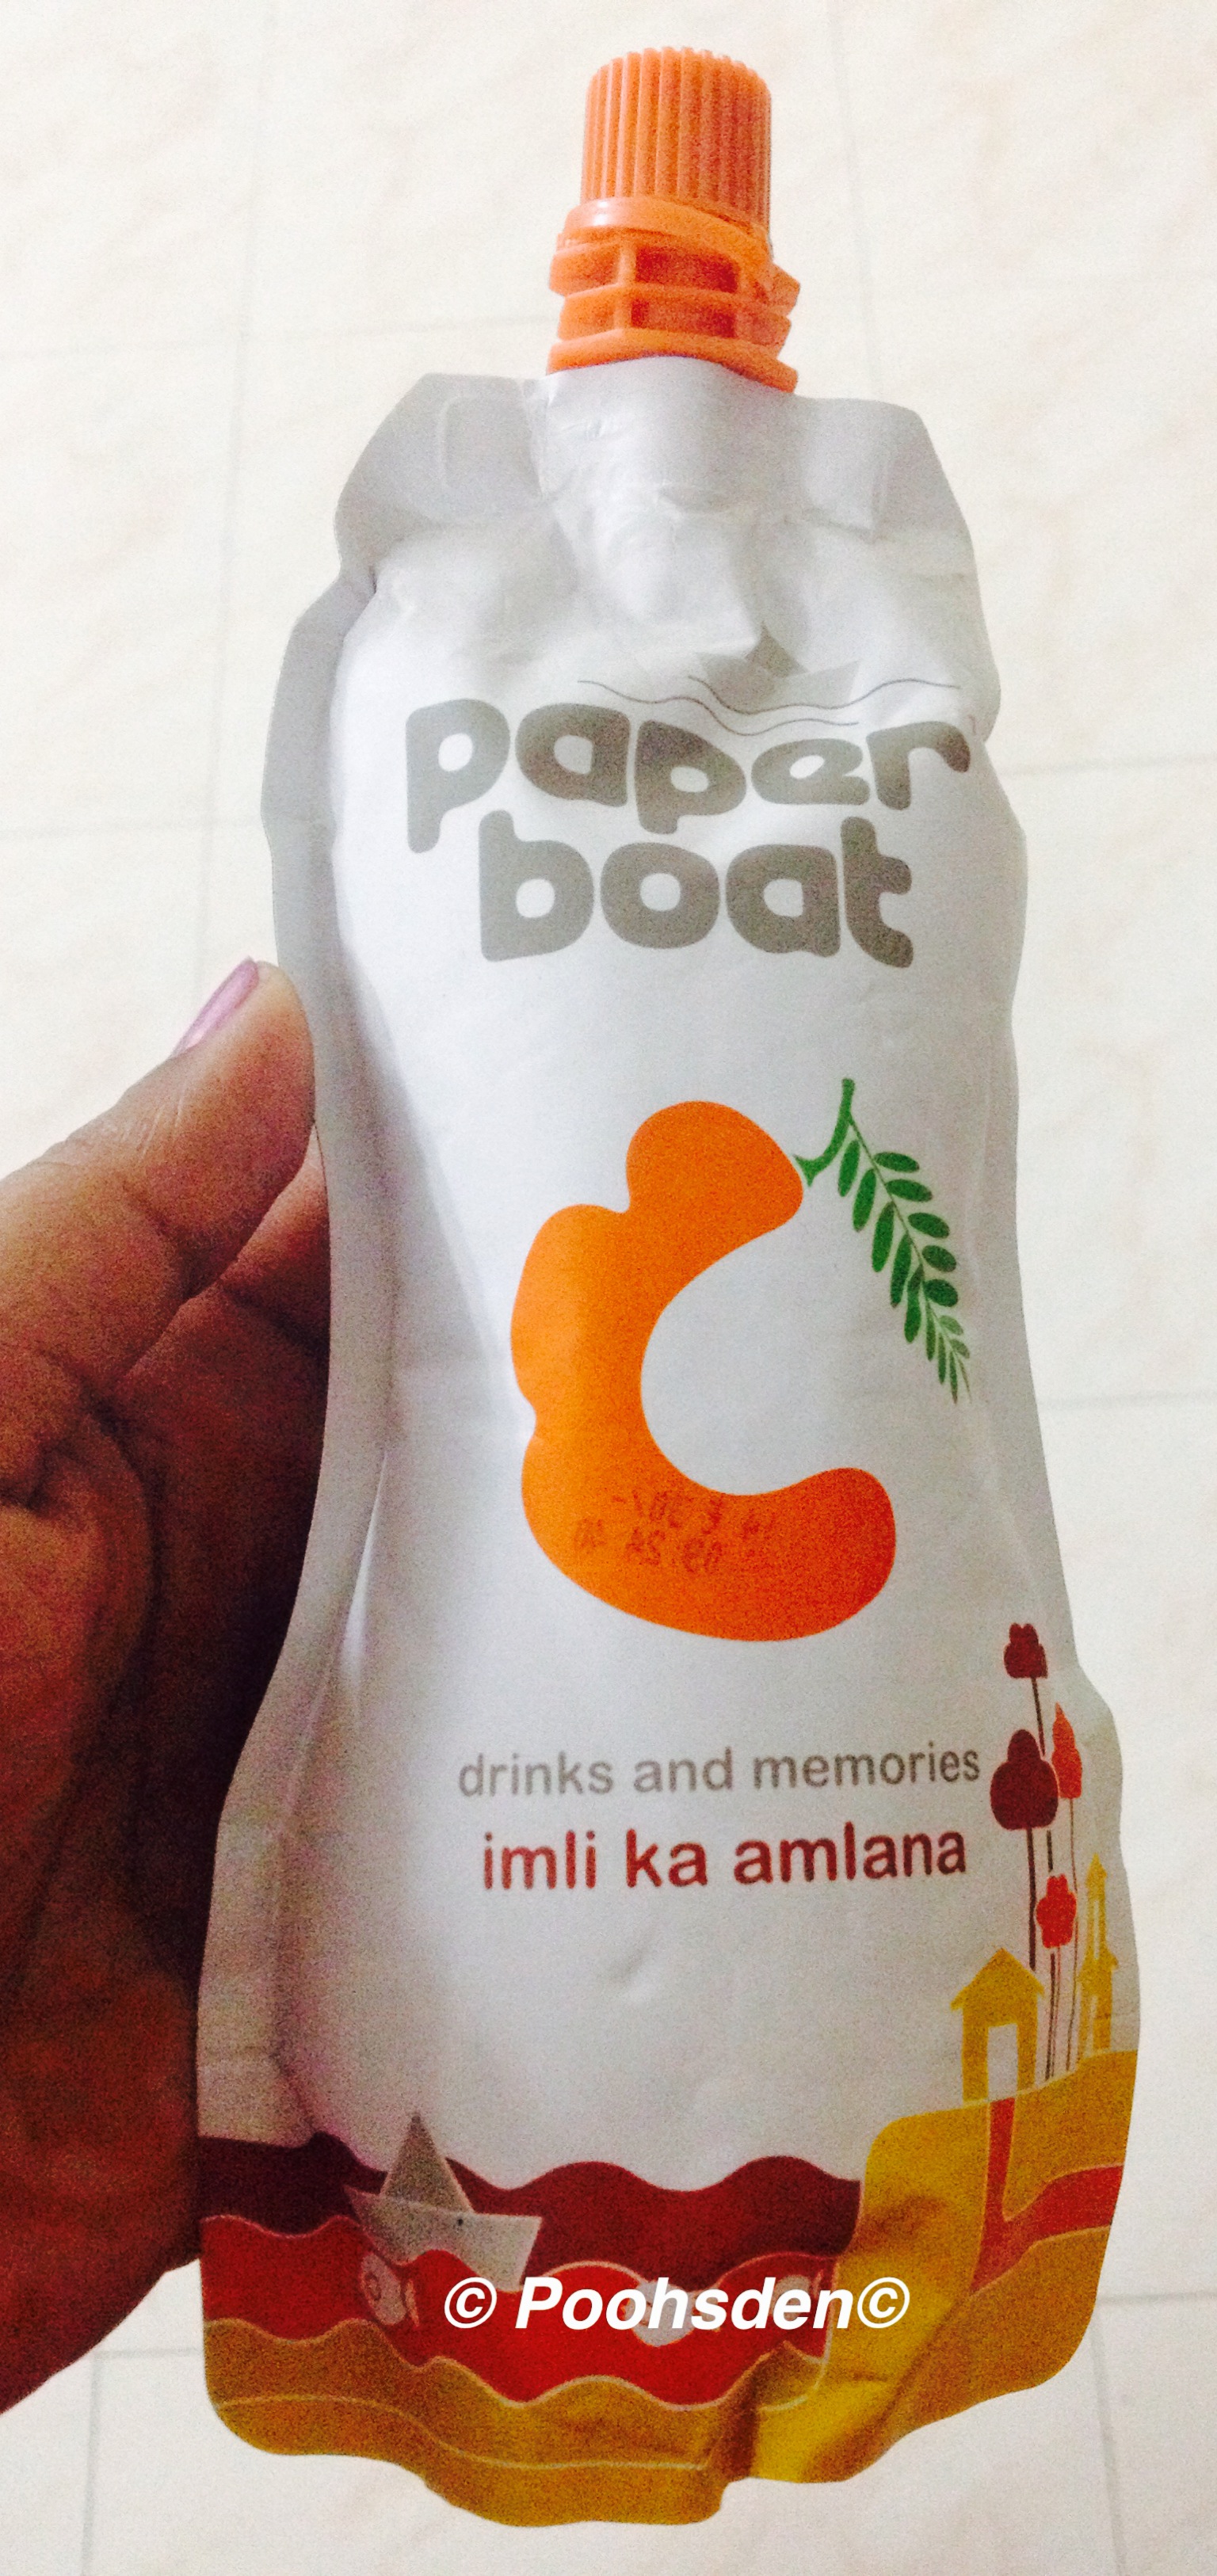 paper
boat
drinks and memories
imli ka amlana
© Poohsden©